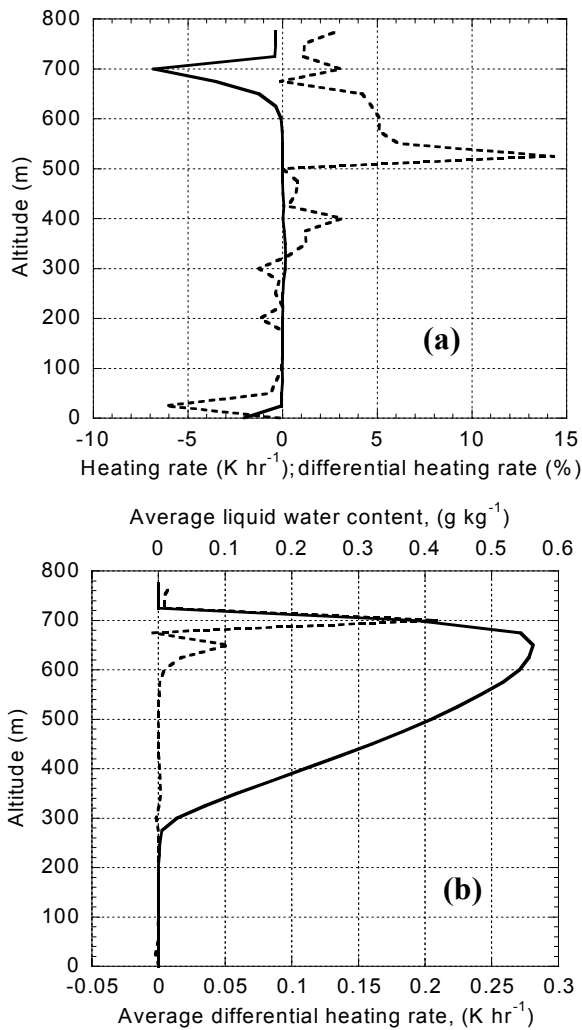 800
700
600
500
400
300
200
100
0
Altitude (m)
(a)
-10 -5 0 5 10 15
Heating rate (K hr⁻¹); differential heating rate (%)
Average liquid water content, (g kg⁻¹)
0 0.1 0.2 0.3 0.4 0.5 0.6
800
700
600
500
400
300
200
100
0
Altitude (m)
(b)
-0.05 0 0.05 0.1 0.15 0.2 0.25 0.3
Average differential heating rate, (K hr⁻¹)